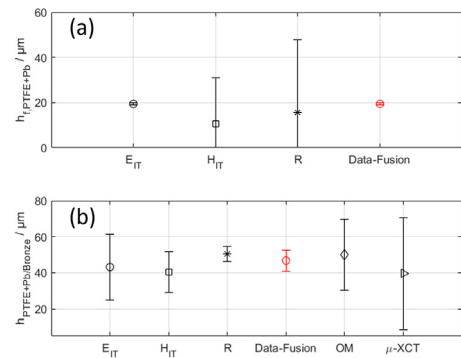 (a)
h_f,PTFE+Pb / µm
60
40
20
0
E_IT
H_IT
R
Data-Fusion
(b)
h_PTFE+Pb/Bronze / µm
80
60
40
20
E_IT
H_IT
R
Data-Fusion
OM
μ-XCT